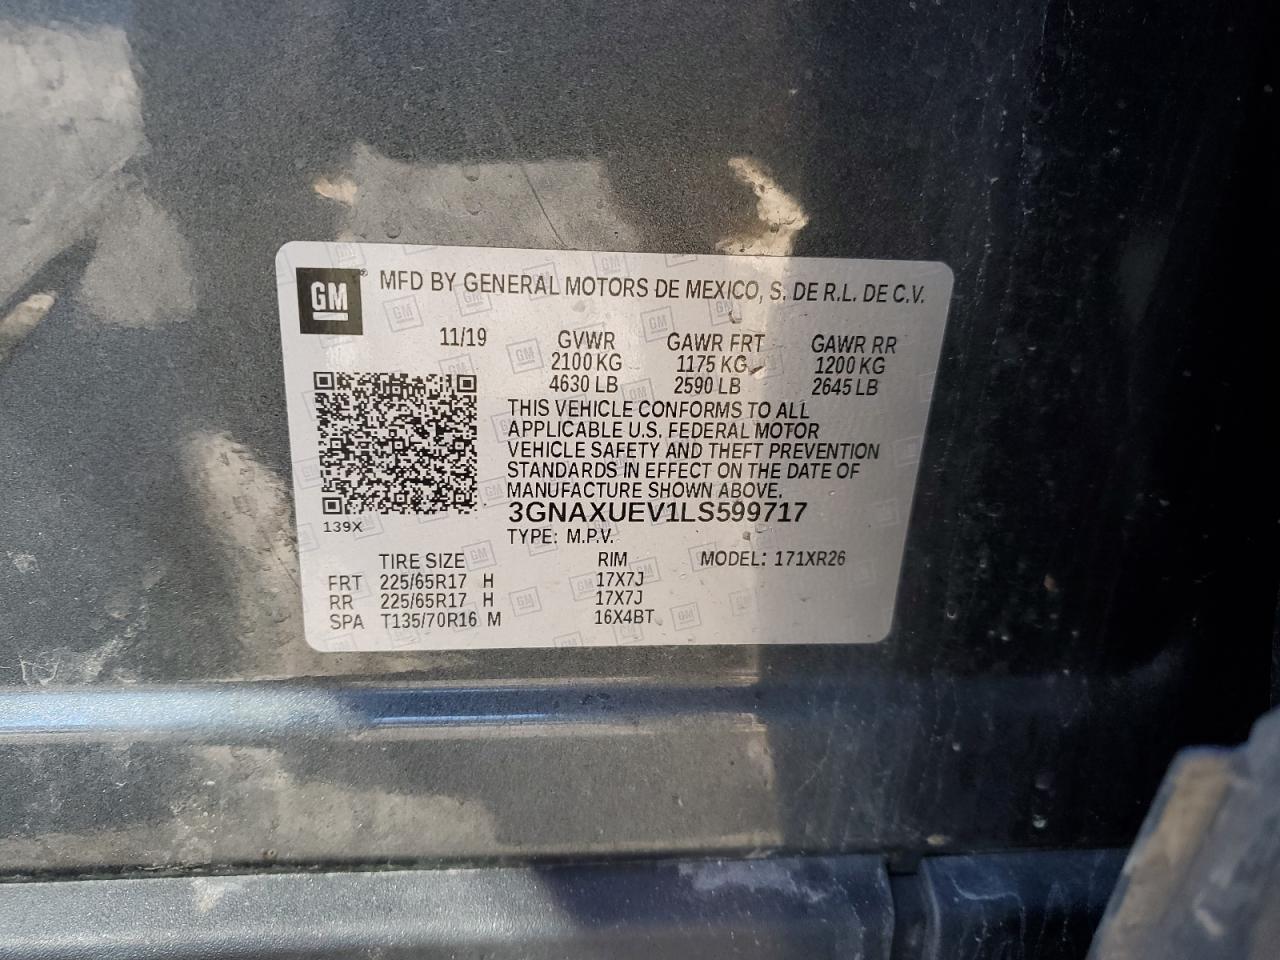 GM® MFD BY GENERAL MOTORS DE MEXICO, S. DE R.L. DE C.V.
11/19 GVWR GAWR FRT GAWR RR
2100 KG 1175 KG 1200 KG
4630 LB 2590 LB 2645 LB
THIS VEHICLE CONFORMS TO ALL
APPLICABLE U.S. FEDERAL MOTOR
VEHICLE SAFETY AND THEFT PREVENTION
STANDARDS IN EFFECT ON THE DATE OF
MANUFACTURE SHOWN ABOVE.
3GNAXUEV1LS599717
139X
TYPE: M.P.V.
TIRE SIZE RIM MODEL: 171XR26
FRT 225/65R17 H 17X7J
RR 225/65R17 H 17X7J
SPA T135/70R16 M 16X4BT